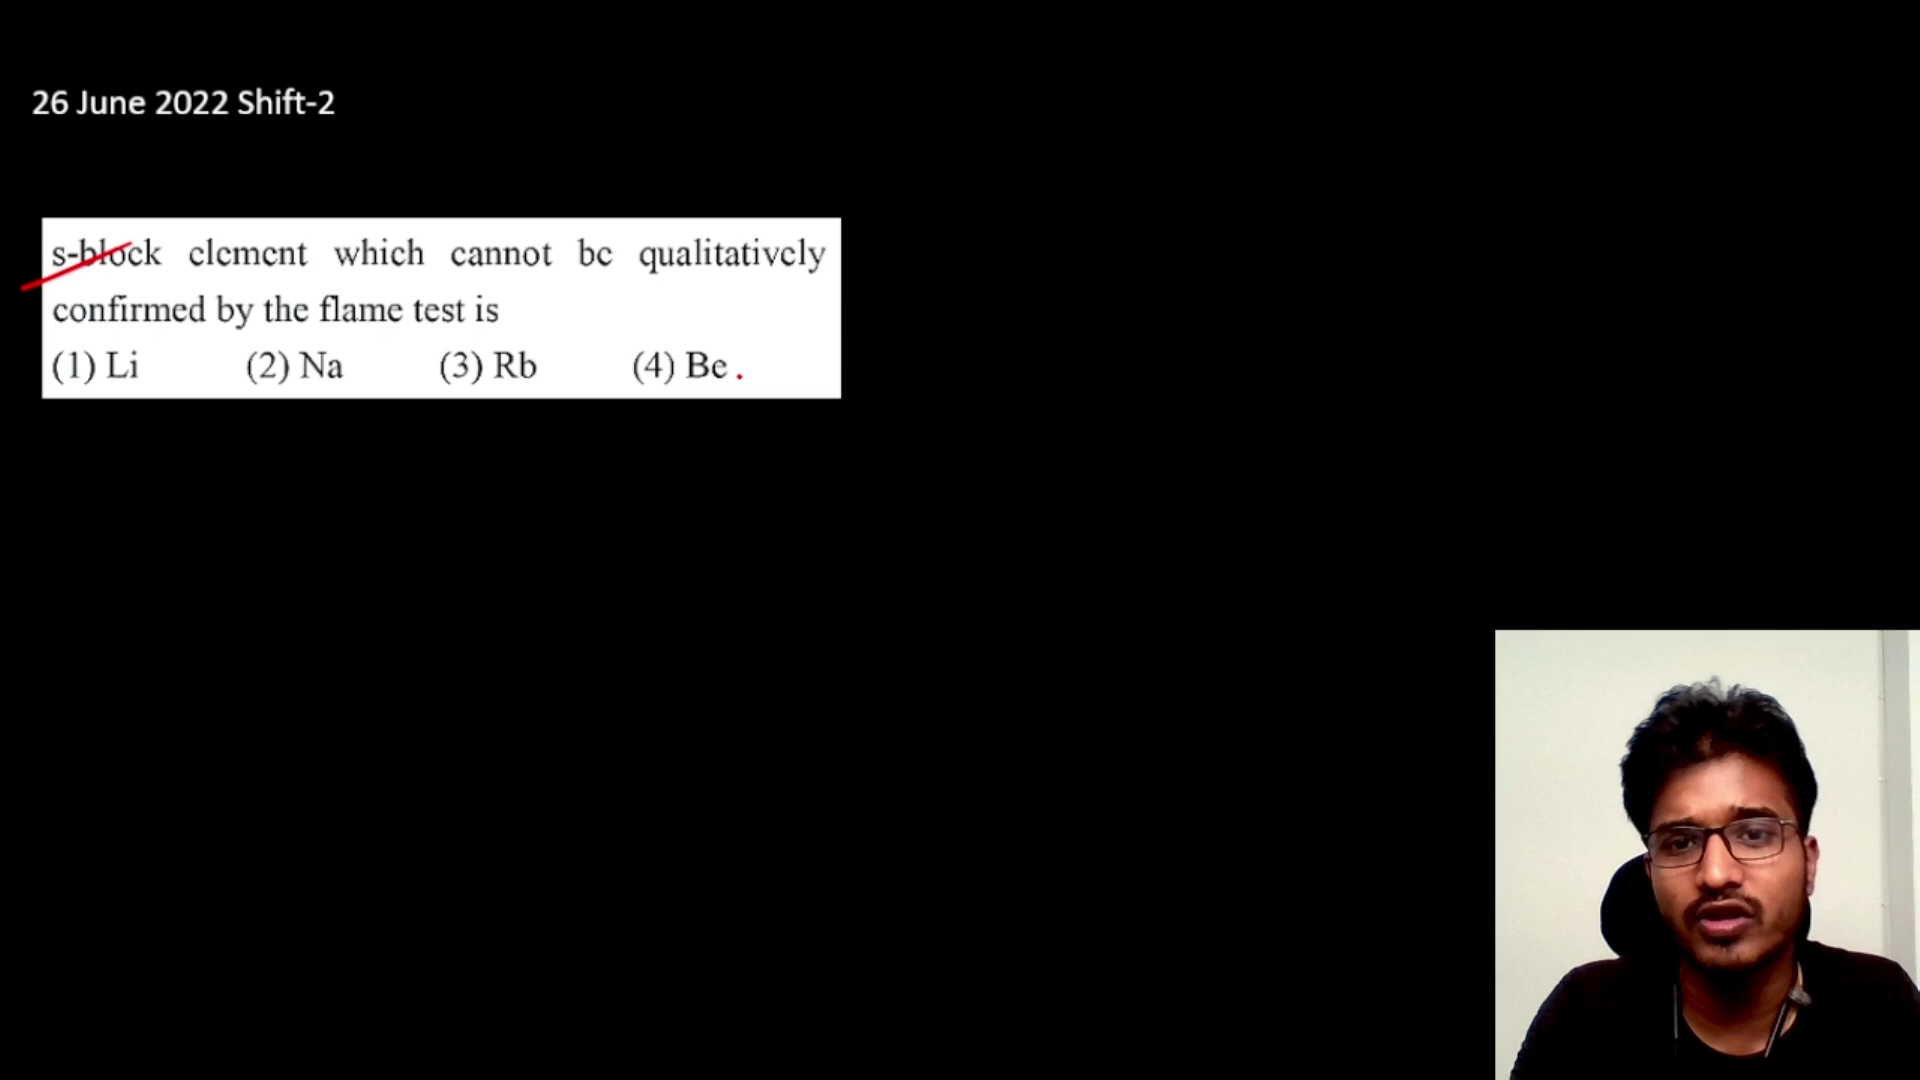 26 June 2022 Shift-2
s-block element which cannot be qualitatively
confirmed by the flame test is
(1) Li (2) Na (3) Rb (4) Be